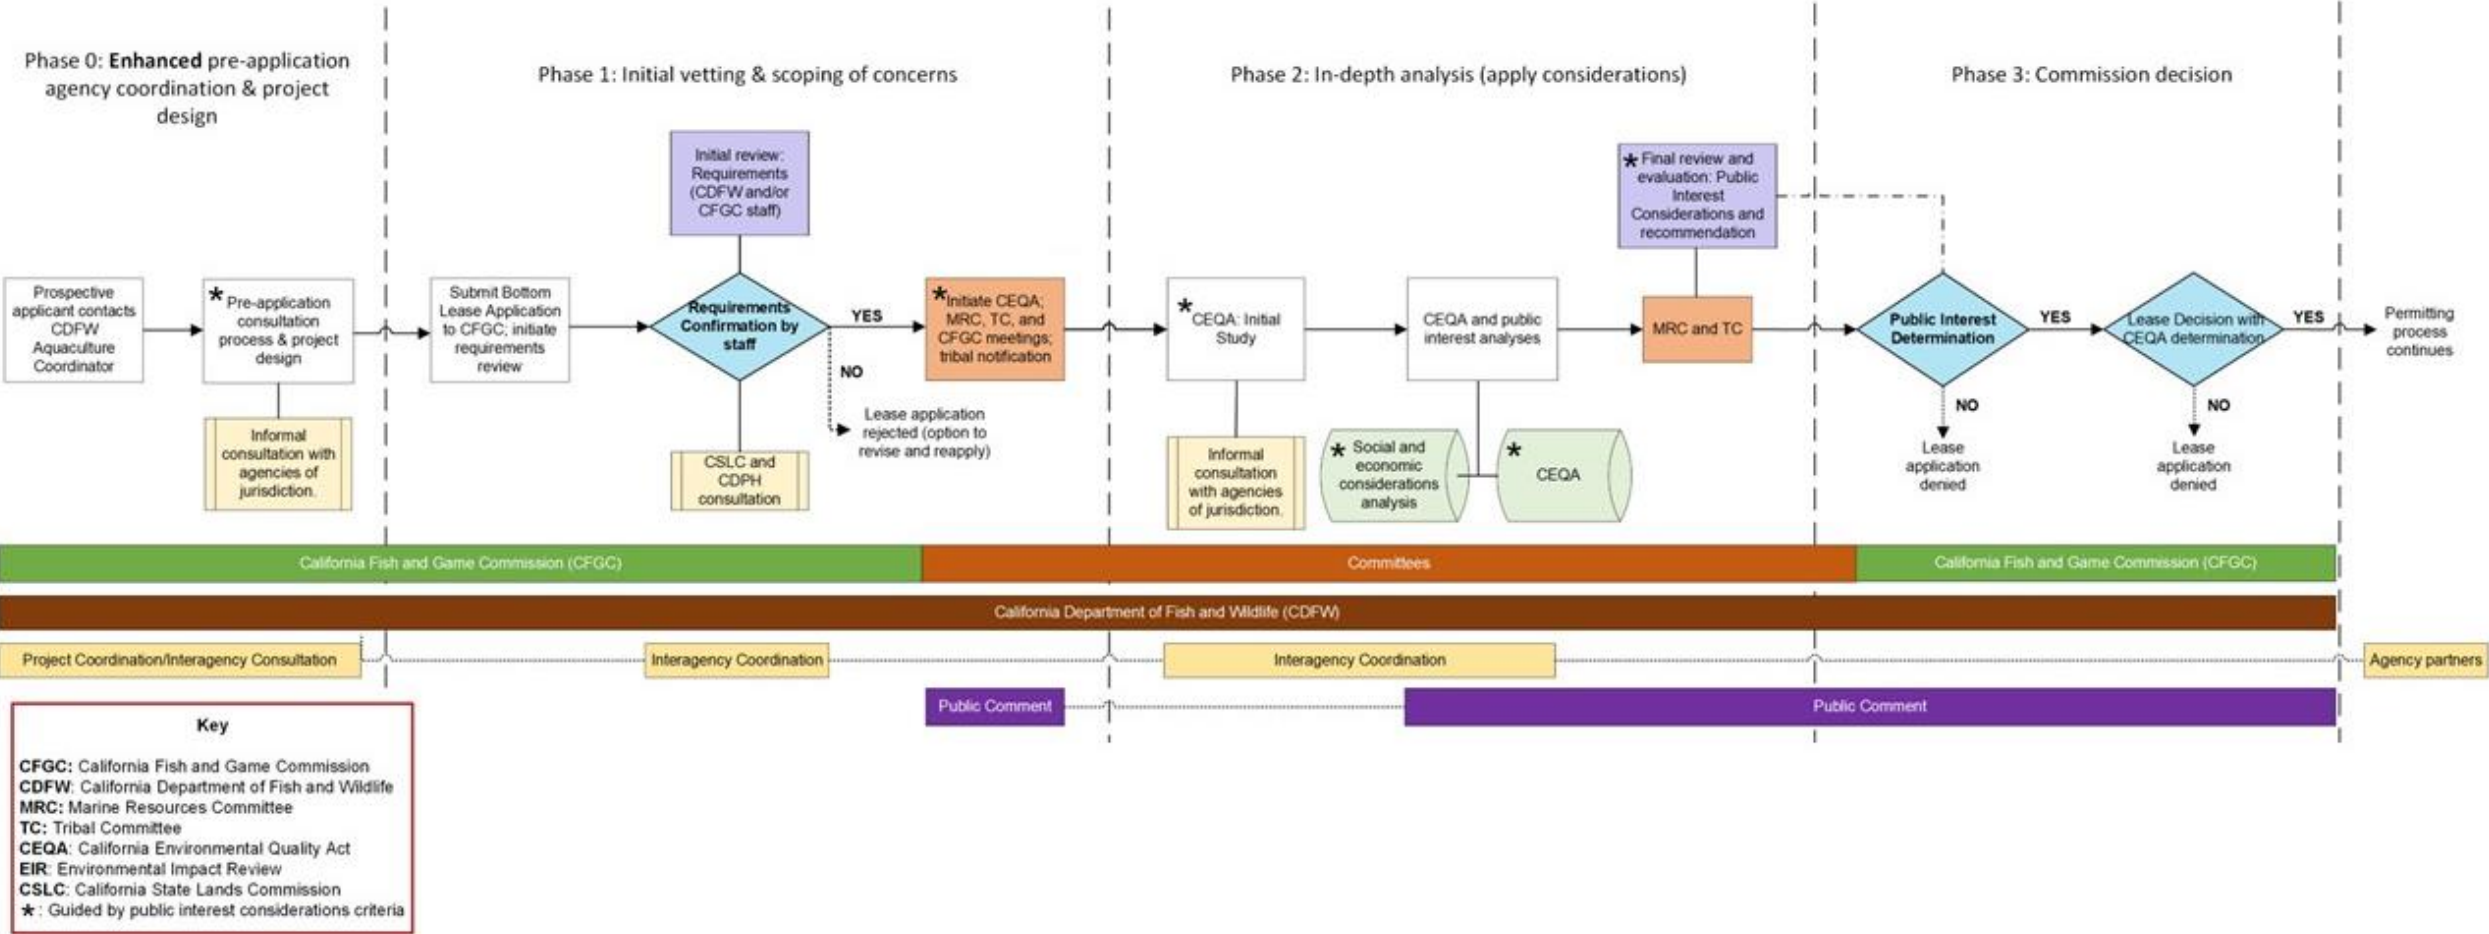 Phase 0: Enhanced pre-application
agency coordination & project
design
Phase 1: Initial vetting & scoping of concerns
Phase 2: In-depth analysis (apply considerations)
Phase 3: Commission decision
Prospective
applicant contacts
CDFW
Aquaculture
Coordinator
* Pre-application
consultation
process & project
design
Informal
consultation with
agencies of
jurisdiction.
Submit Bottom
Lease Application
to CFGC; initiate
requirements
review
Initial review:
Requirements
(CDFW and/or
CFGC staff)
Requirements
Confirmation by
staff
CSLC and
CDPH
consultation
YES
NO
Lease application
rejected (option to
revise and reapply)
* Initiate CEQA;
MRC, TC, and
CFGC meetings;
tribal notification
* CEQA: Initial
Study
Informal
consultation
with agencies
of jurisdiction.
CEQA and public
interest analyses
* Social and
economic
considerations
analysis
* CEQA
* Final review and
evaluation: Public
Interest
Considerations and
recommendation
MRC and TC
Public Interest
Determination
YES
NO
Lease
application
denied
Lease Decision with
CEQA determination
YES
NO
Lease
application
denied
Permitting
process
continues
California Fish and Game Commission (CFGC)
Committees
California Fish and Game Commission (CFGC)
California Department of Fish and Wildlife (CDFW)
Project Coordination/Interagency Consultation
Interagency Coordination
Interagency Coordination
Agency partners
Public Comment
Public Comment
Key
CFGC: California Fish and Game Commission
CDFW: California Department of Fish and Wildlife
MRC: Marine Resources Committee
TC: Tribal Committee
CEQA: California Environmental Quality Act
EIR: Environmental Impact Review
CSLC: California State Lands Commission
* : Guided by public interest considerations criteria